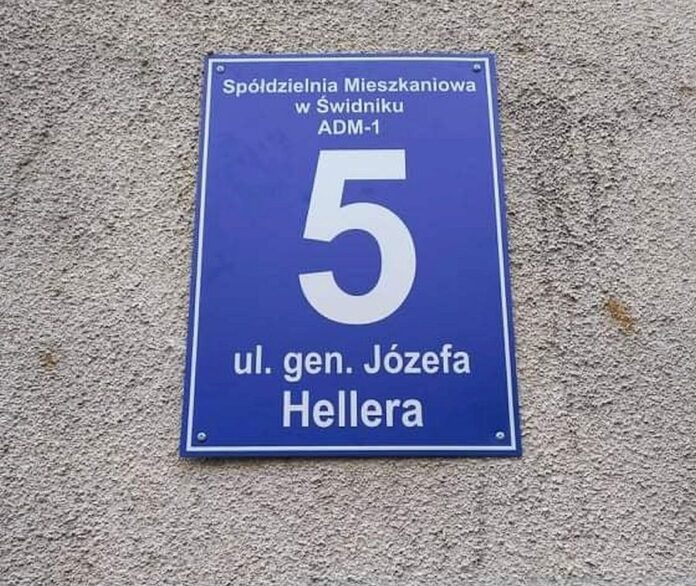 Spółdzielnia Mieszkaniowa
w Świdniku
ADM-1
5
ul. gen. Józefa
Hellera